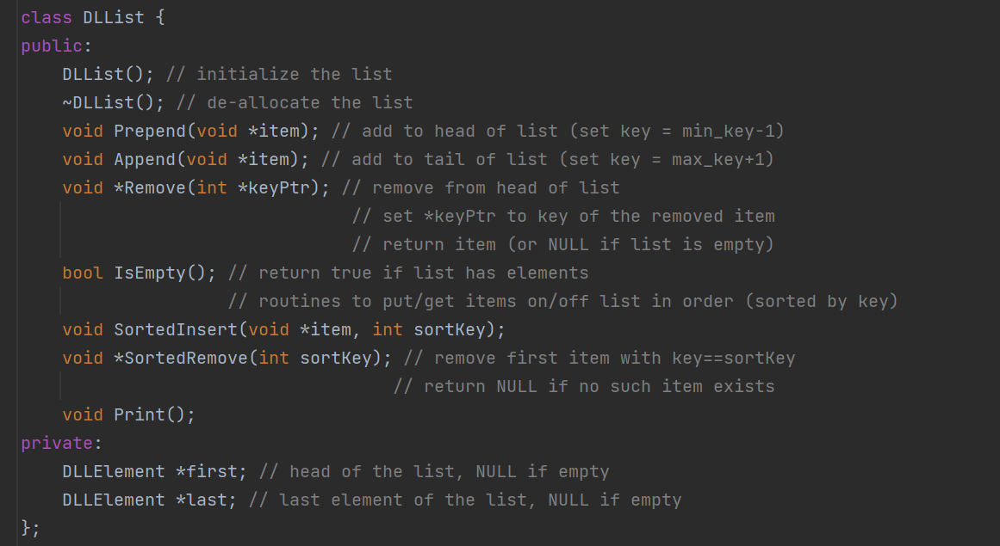 class DLList {
public:
    DLList(); // initialize the list
    ~DLList(); // de-allocate the list
    void Prepend(void *item); // add to head of list (set key = min_key-1)
    void Append(void *item); // add to tail of list (set key = max_key+1)
    void *Remove(int *keyPtr); // remove from head of list
                                // set *keyPtr to key of the removed item
                                // return item (or NULL if list is empty)
    bool IsEmpty(); // return true if list has elements
                    // routines to put/get items on/off list in order (sorted by key)
    void SortedInsert(void *item, int sortKey);
    void *SortedRemove(int sortKey); // remove first item with key==sortKey
                                    // return NULL if no such item exists
    void Print();
private:
    DLLElement *first; // head of the list, NULL if empty
    DLLElement *last; // last element of the list, NULL if empty
};